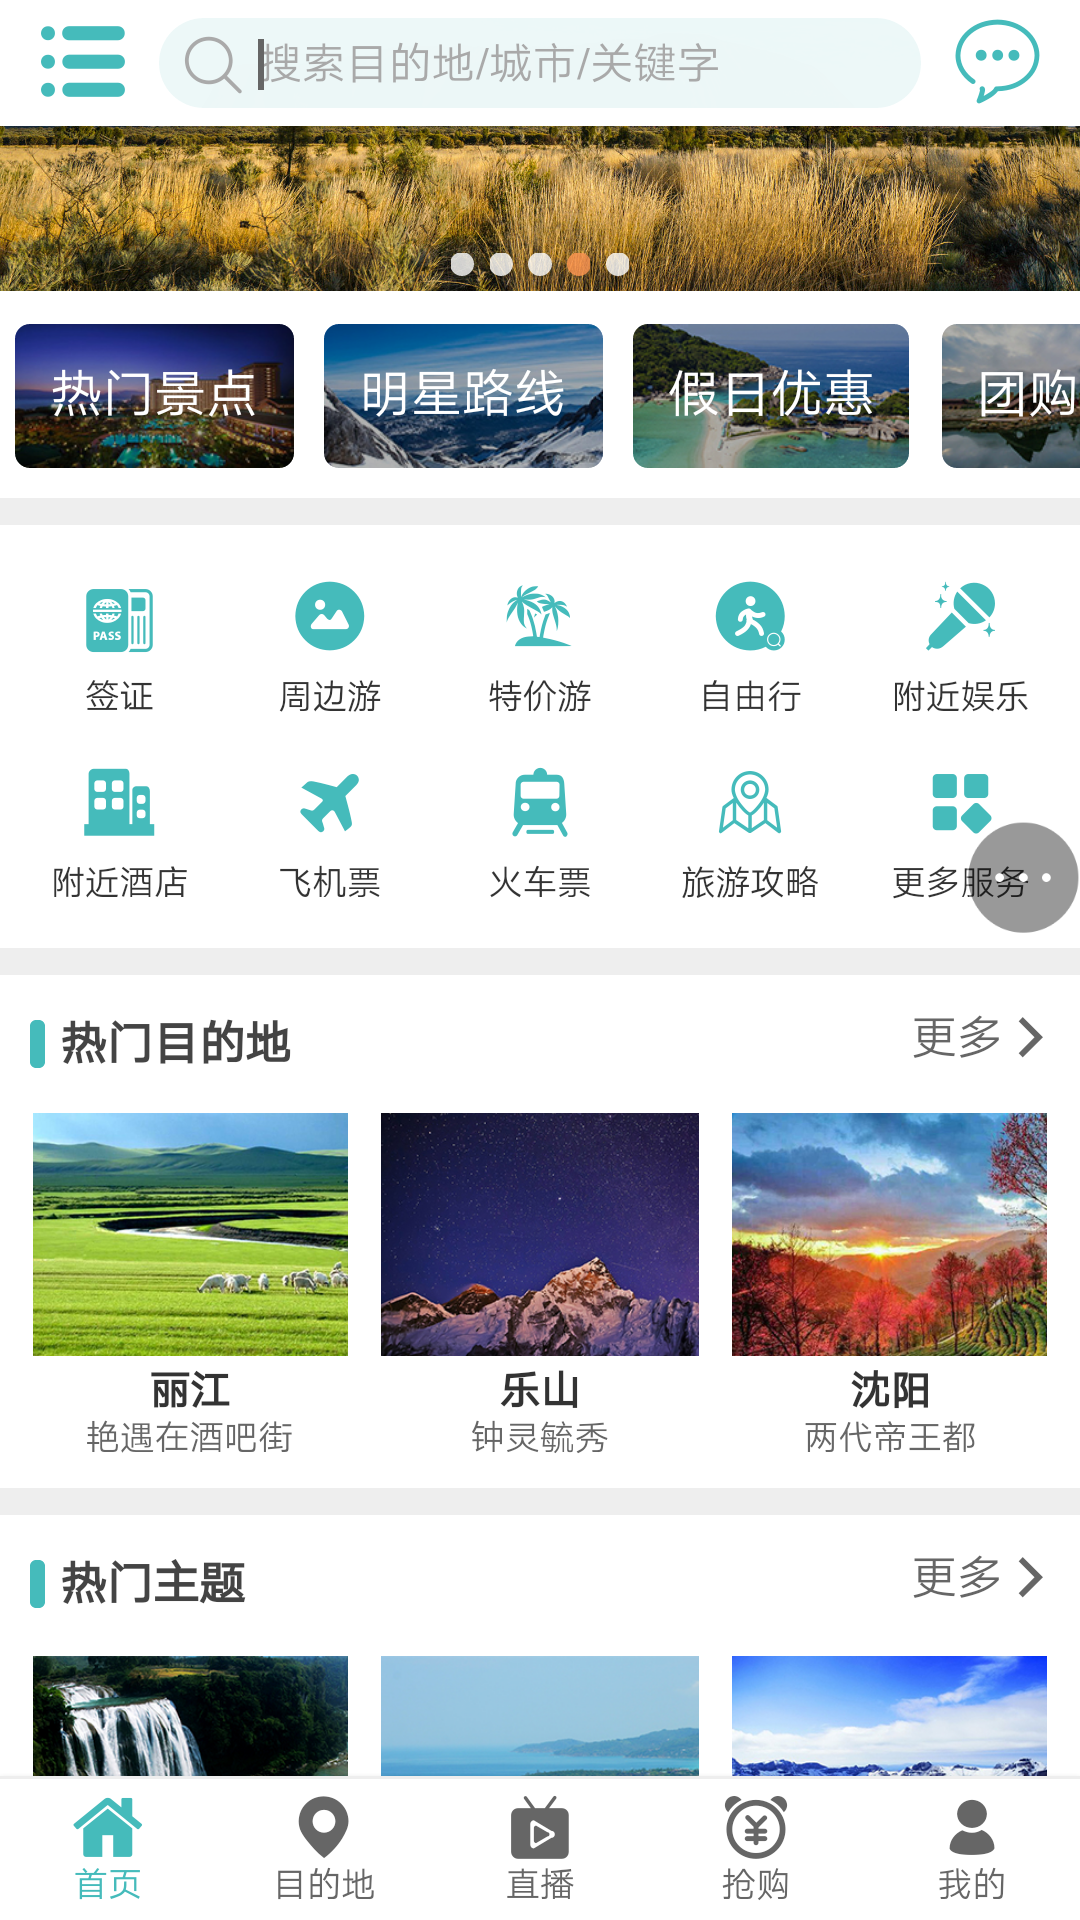 搜索目的地/城市/关键字
热门景点 明星路线 假日优惠 团购
PASS
签证 周边游 特价游 自由行 附近娱乐
附近酒店 飞机票 火车票 旅游攻略 更多服务
热门目的地 更多
丽江 乐山 沈阳
艳遇在酒吧街 钟灵毓秀 两代帝王都
热门主题 更多
首页 目的地 直播 抢购 我的